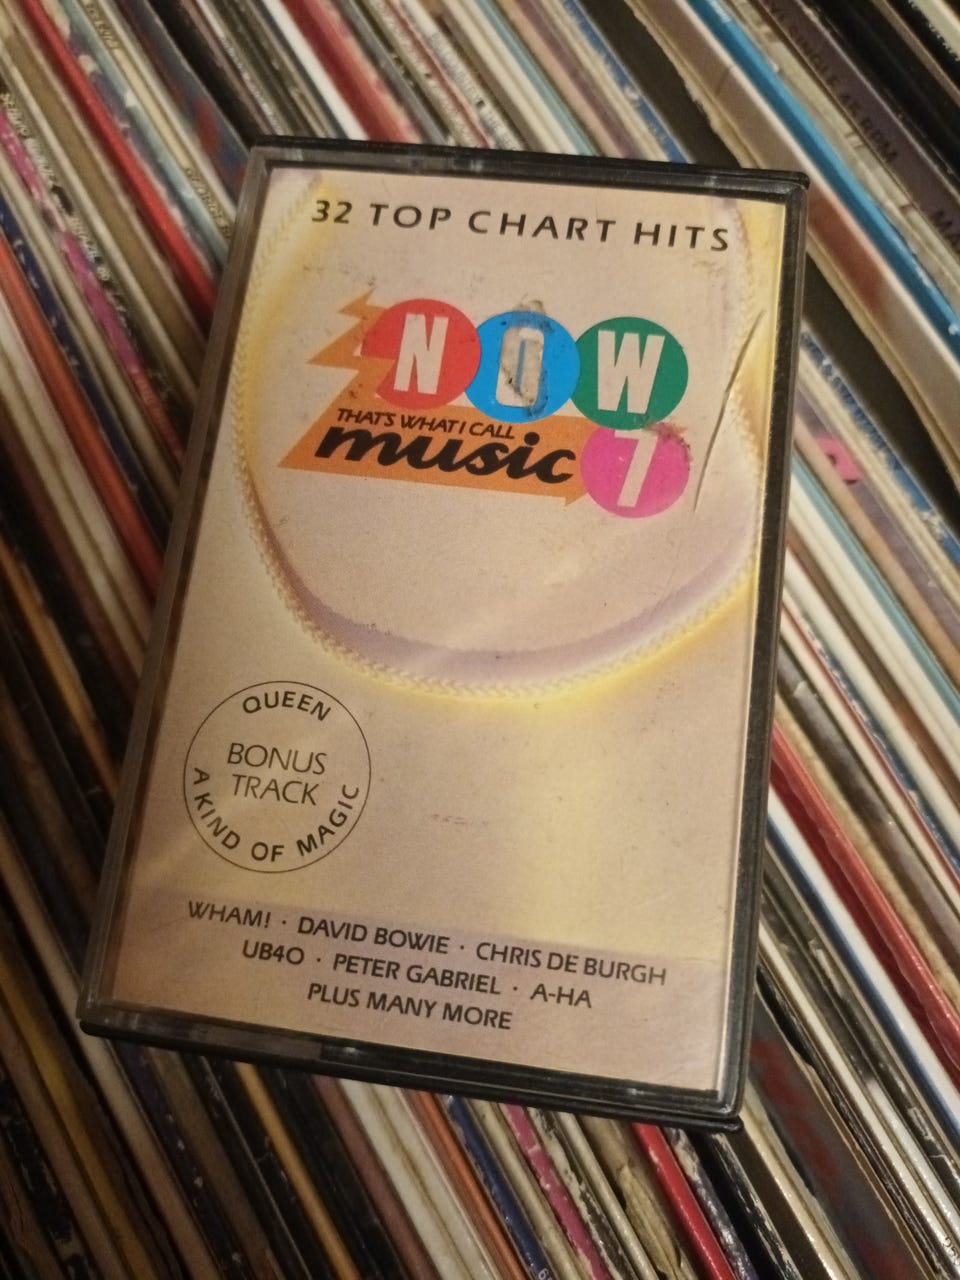 32 TOP CHART HITS
NOW
THAT'S WHAT I CALL
music 7
QUEEN
BONUS
TRACK
A KIND OF MAGIC
WHAM! · DAVID BOWIE · CHRIS DE BURGH
UB40 · PETER GABRIEL · A-HA
PLUS MANY MORE